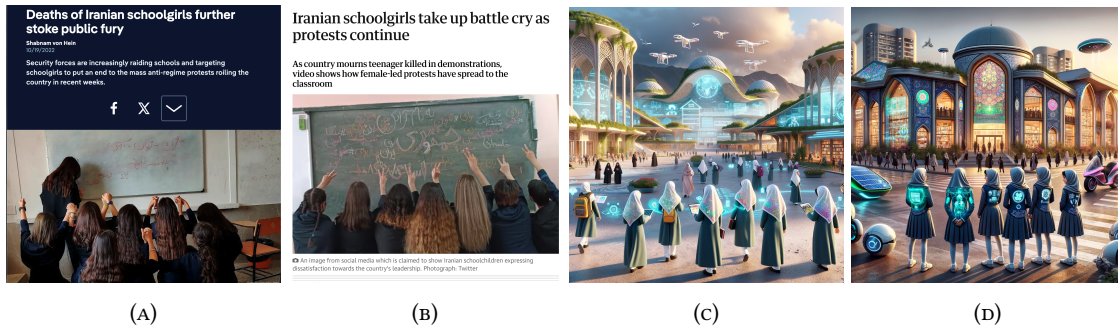 Deaths of Iranian schoolgirls further
stoke public fury
Shabnam von Hein
10/19/2022
Security forces are increasingly raiding schools and targeting
schoolgirls to put an end to the mass anti-regime protests roiling the
country in recent weeks.
Iranian schoolgirls take up battle cry as
protests continue
As country mourns teenager killed in demonstrations,
video shows how female-led protests have spread to the
classroom
An image from social media which is claimed to show Iranian schoolchildren expressing
dissatisfaction towards the country's leadership. Photograph: Twitter
(A)
(B)
(C)
(D)